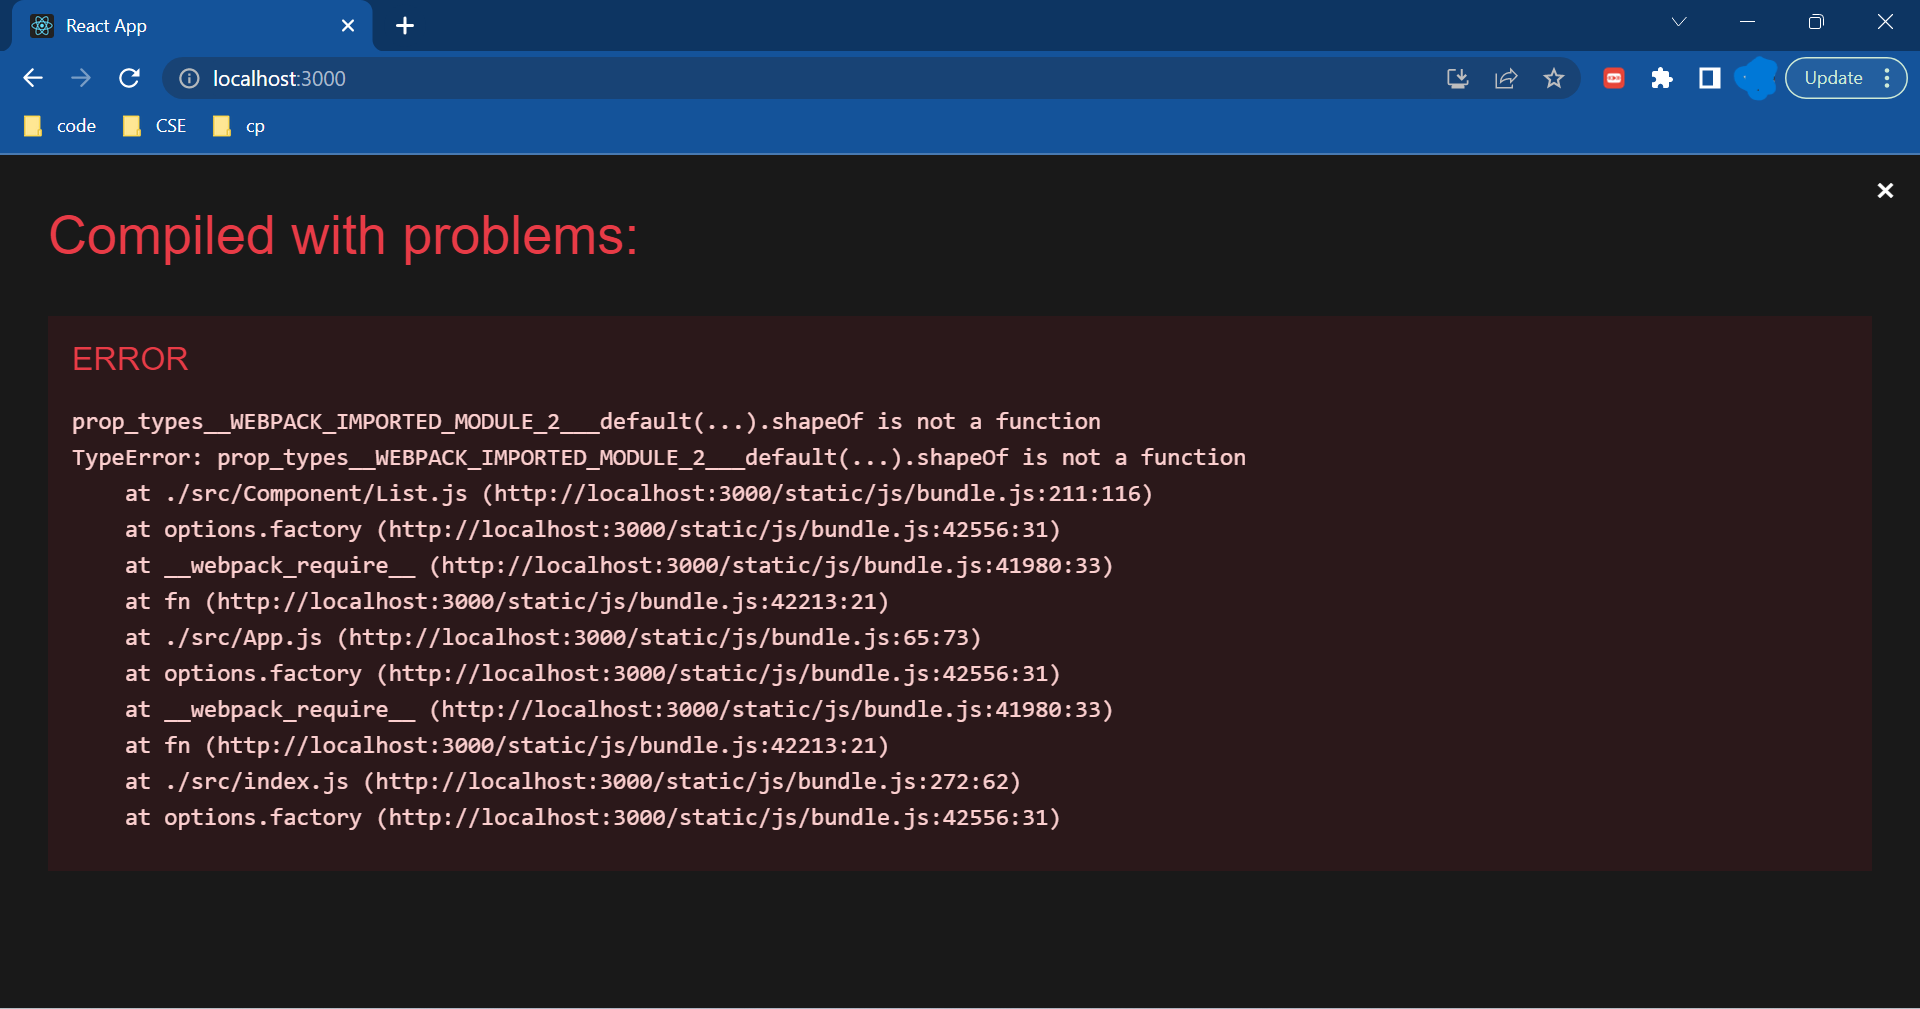 React App
localhost:3000
Update
code
CSE
cp
Compiled with problems:
ERROR
prop_types__WEBPACK_IMPORTED_MODULE_2___default(...).shapeOf is not a function
TypeError: prop_types__WEBPACK_IMPORTED_MODULE_2___default(...).shapeOf is not a function
at ./src/Component/List.js (http://localhost:3000/static/js/bundle.js:211:116)
at options.factory (http://localhost:3000/static/js/bundle.js:42556:31)
at __webpack_require__ (http://localhost:3000/static/js/bundle.js:41980:33)
at fn (http://localhost:3000/static/js/bundle.js:42213:21)
at ./src/App.js (http://localhost:3000/static/js/bundle.js:65:73)
at options.factory (http://localhost:3000/static/js/bundle.js:42556:31)
at __webpack_require__ (http://localhost:3000/static/js/bundle.js:41980:33)
at fn (http://localhost:3000/static/js/bundle.js:42213:21)
at ./src/index.js (http://localhost:3000/static/js/bundle.js:272:62)
at options.factory (http://localhost:3000/static/js/bundle.js:42556:31)